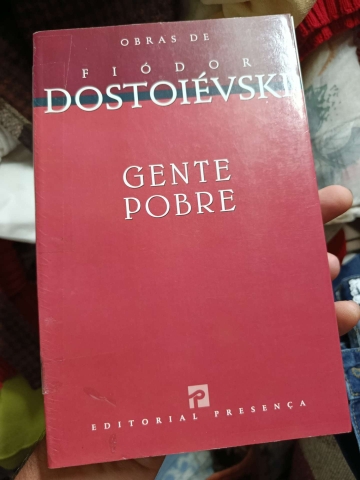 OBRAS DE
FIÓDOR
DOSTOIÉVSKI
GENTE
POBRE
EDITORIAL PRESENÇA